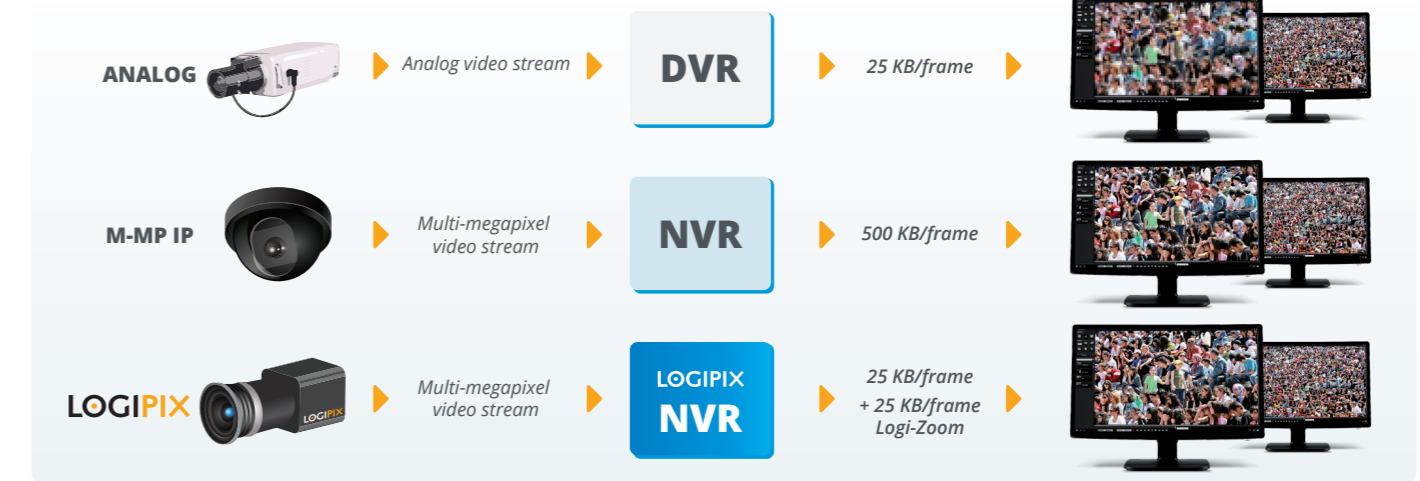 ANALOG
Analog video stream
DVR
25 KB/frame
M-MP IP
Multi-megapixel
video stream
NVR
500 KB/frame
LOGIPIX
LOGIPIX
Multi-megapixel
video stream
LOGIPIX
NVR
25 KB/frame
+ 25 KB/frame
Logi-Zoom